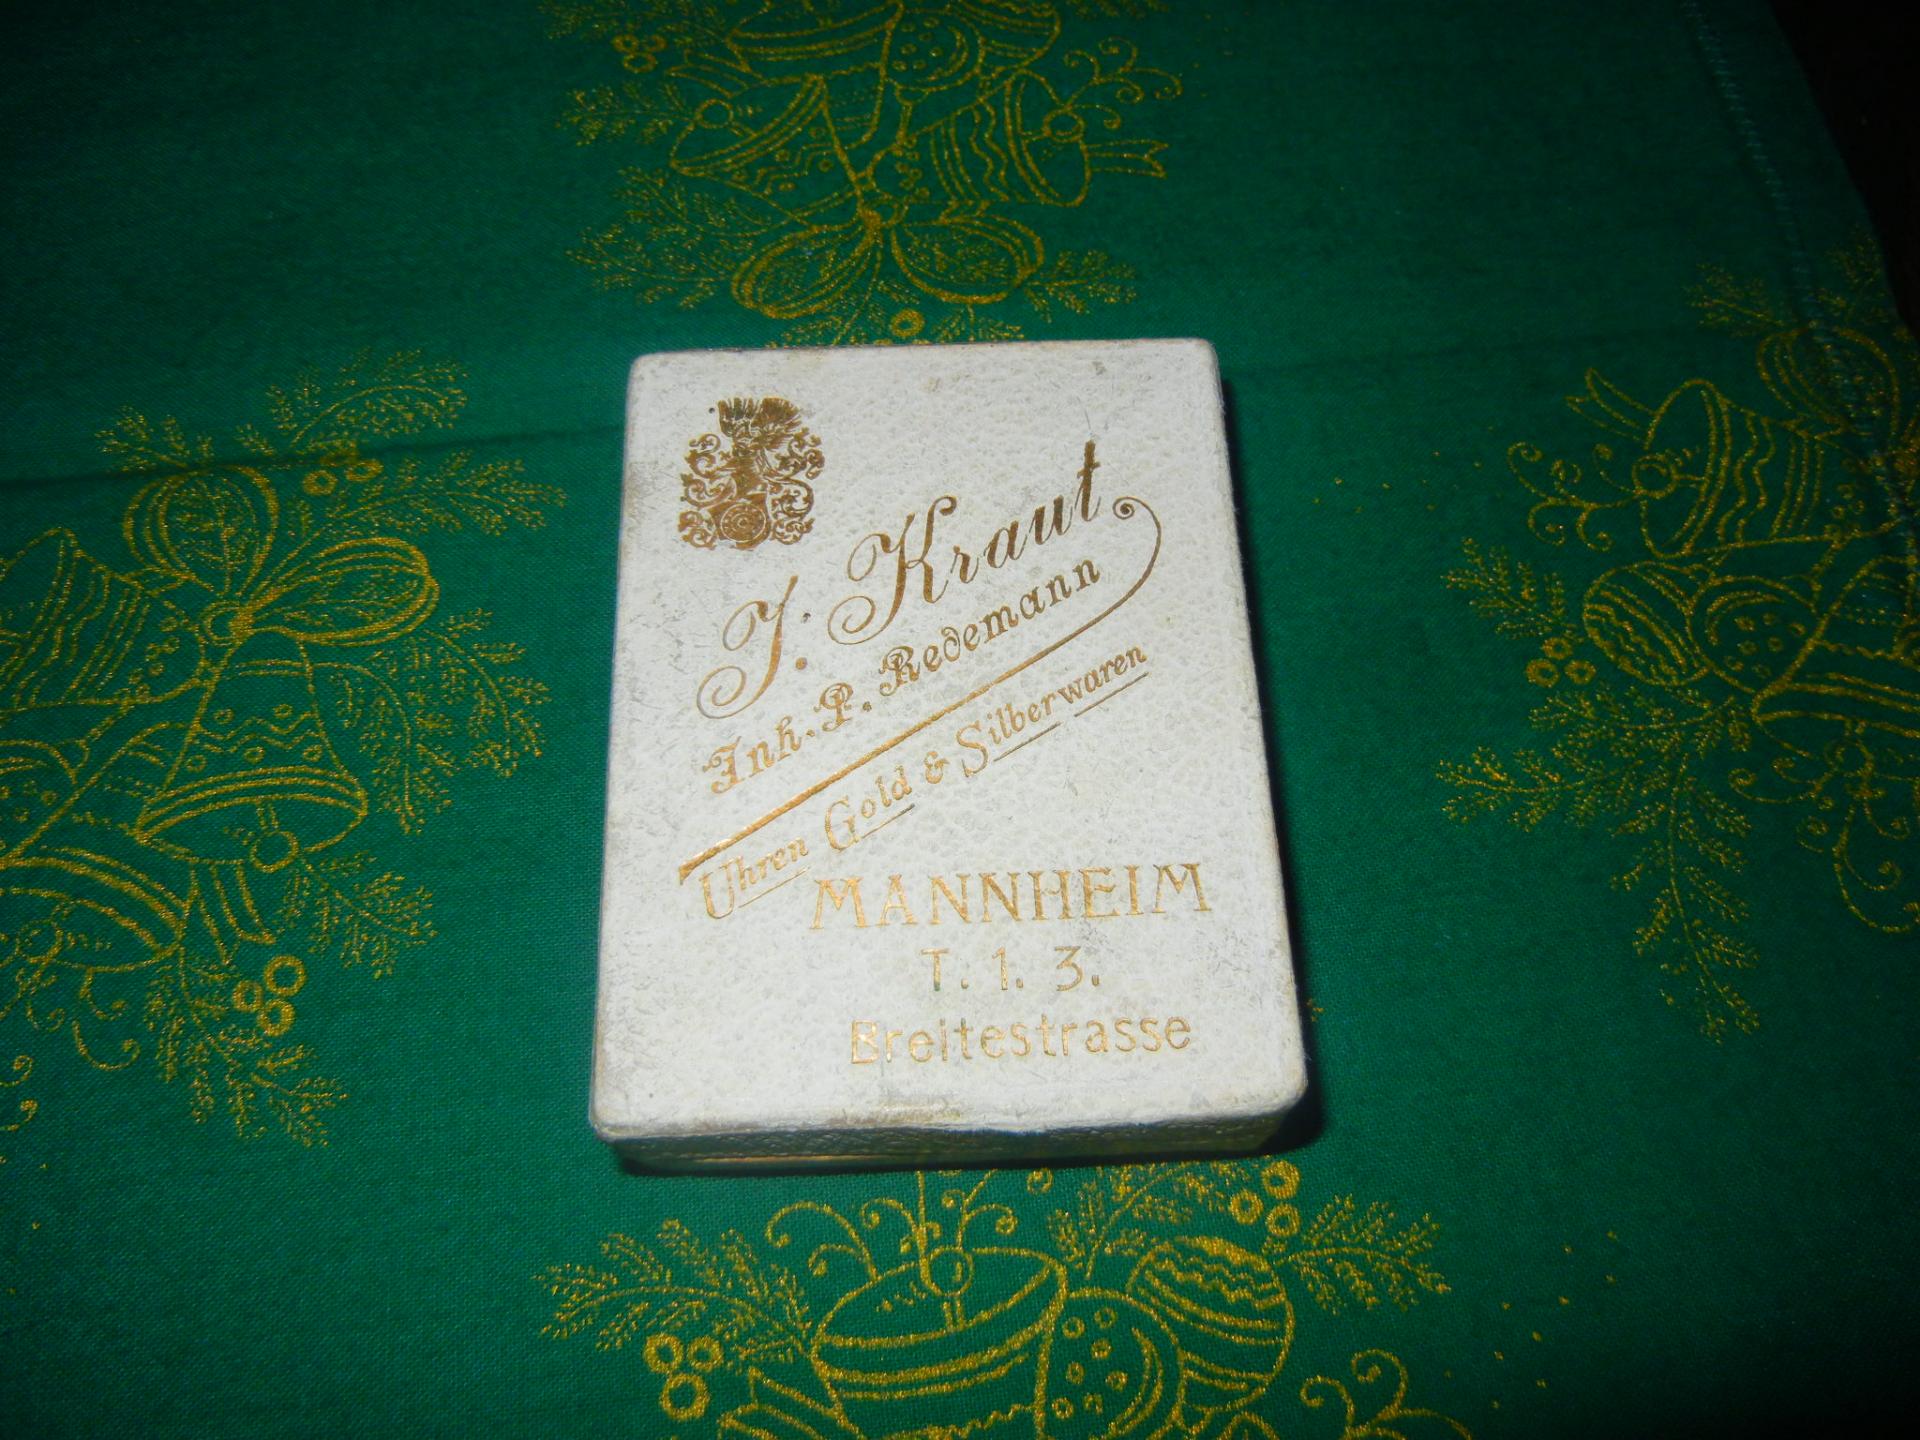 J. Kraut
Inh. P. Redemann
Uhren Gold & Silberwaren
MANNHEIM
T. 1. 3.
Breitestrasse